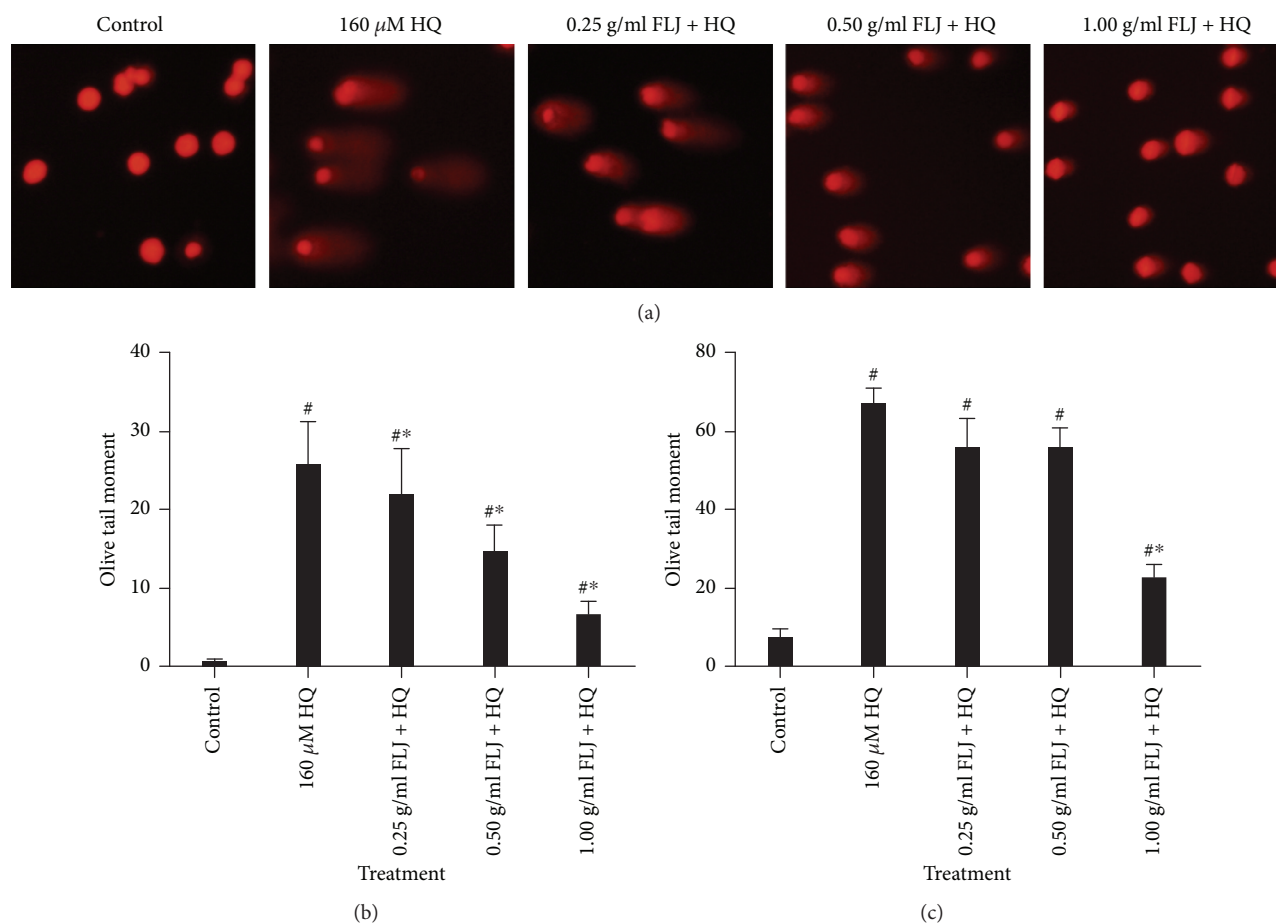 Control
160 μM HQ
0.25 g/ml FLJ + HQ
0.50 g/ml FLJ + HQ
1.00 g/ml FLJ + HQ
(a)
40
30
20
10
0
Olive tail moment
#
#*
#*
#*
Control
160 μM HQ
0.25 g/ml FLJ + HQ
0.50 g/ml FLJ + HQ
1.00 g/ml FLJ + HQ
Treatment
(b)
80
60
40
20
0
Olive tail moment
#
#
#
#*
Control
160 μM HQ
0.25 g/ml FLJ + HQ
0.50 g/ml FLJ + HQ
1.00 g/ml FLJ + HQ
Treatment
(c)